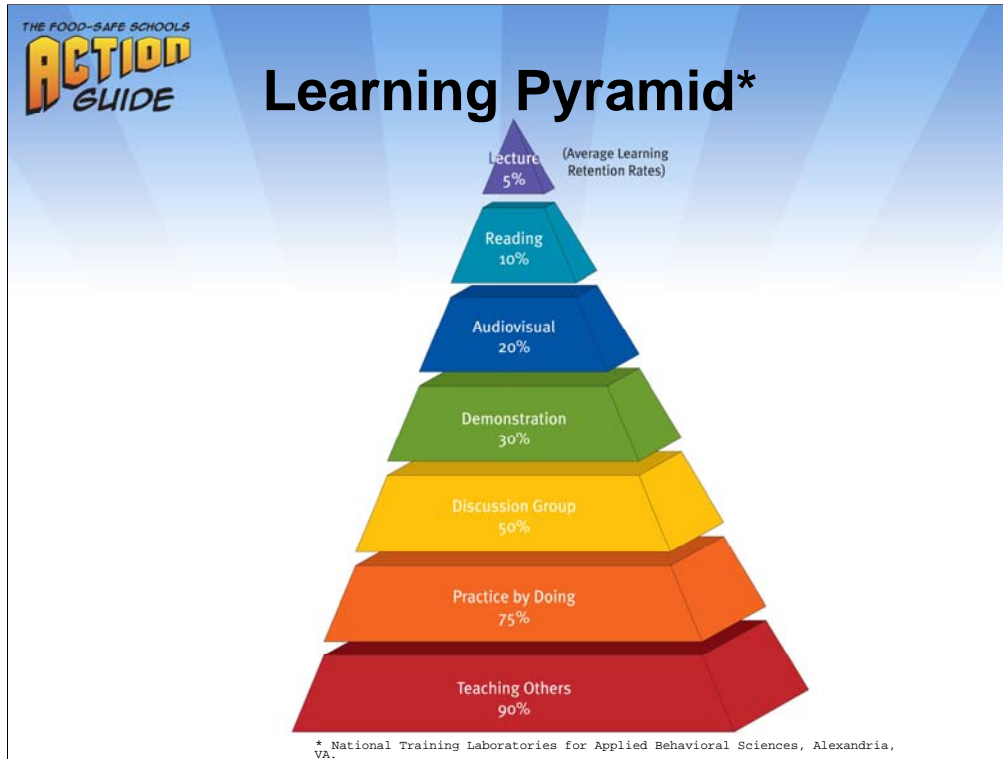 THE FOOD-SAFE SCHOOLS
ACTION
GUIDE
Learning Pyramid*
Lecture
5%
(Average Learning
Retention Rates)
Reading
10%
Audiovisual
20%
Demonstration
30%
Discussion Group
50%
Practice by Doing
75%
Teaching Others
90%
* National Training Laboratories for Applied Behavioral Sciences, Alexandria,
VA.